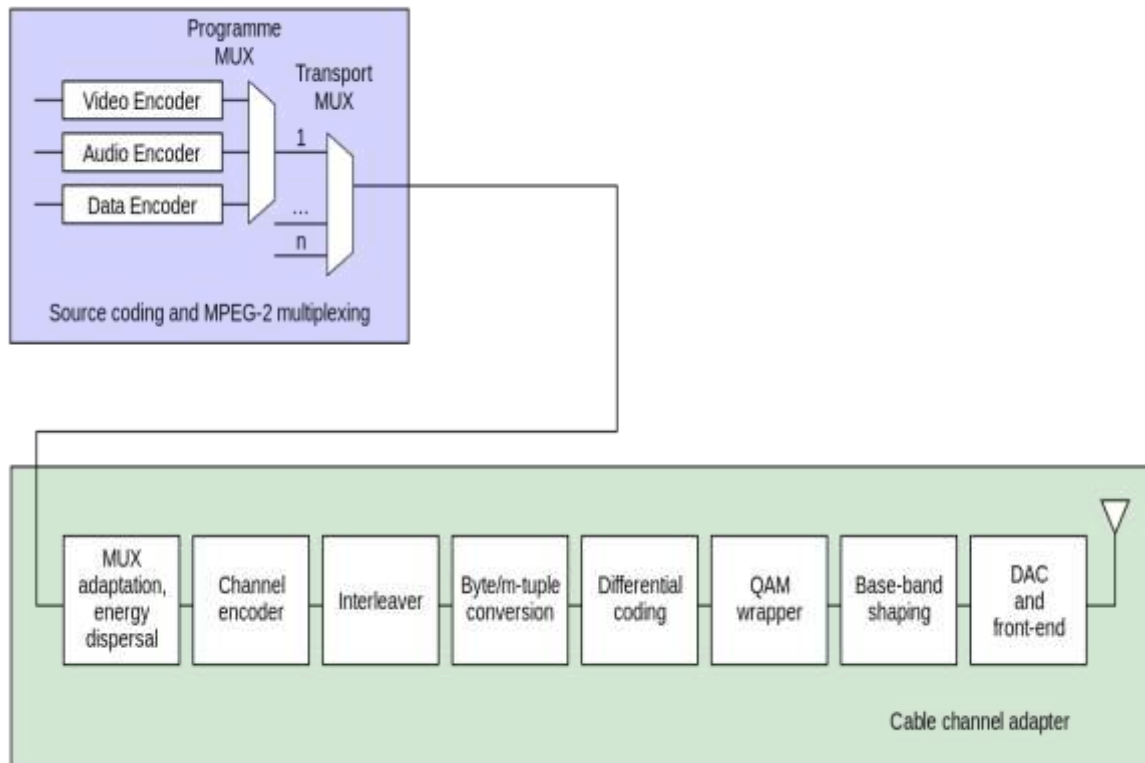 Programme
MUX
Transport
MUX
Video Encoder
1
Audio Encoder
Data Encoder
...
n
Source coding and MPEG-2 multiplexing
MUX
adaptation,
energy
dispersal
Channel
encoder
Interleaver
Byte/m-tuple
conversion
Differential
coding
QAM
wrapper
Base-band
shaping
DAC
and
front-end
Cable channel adapter